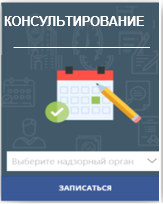 КОНСУЛЬТИРОВАНИЕ
Выберите надзорный орган
ЗАПИСАТЬСЯ